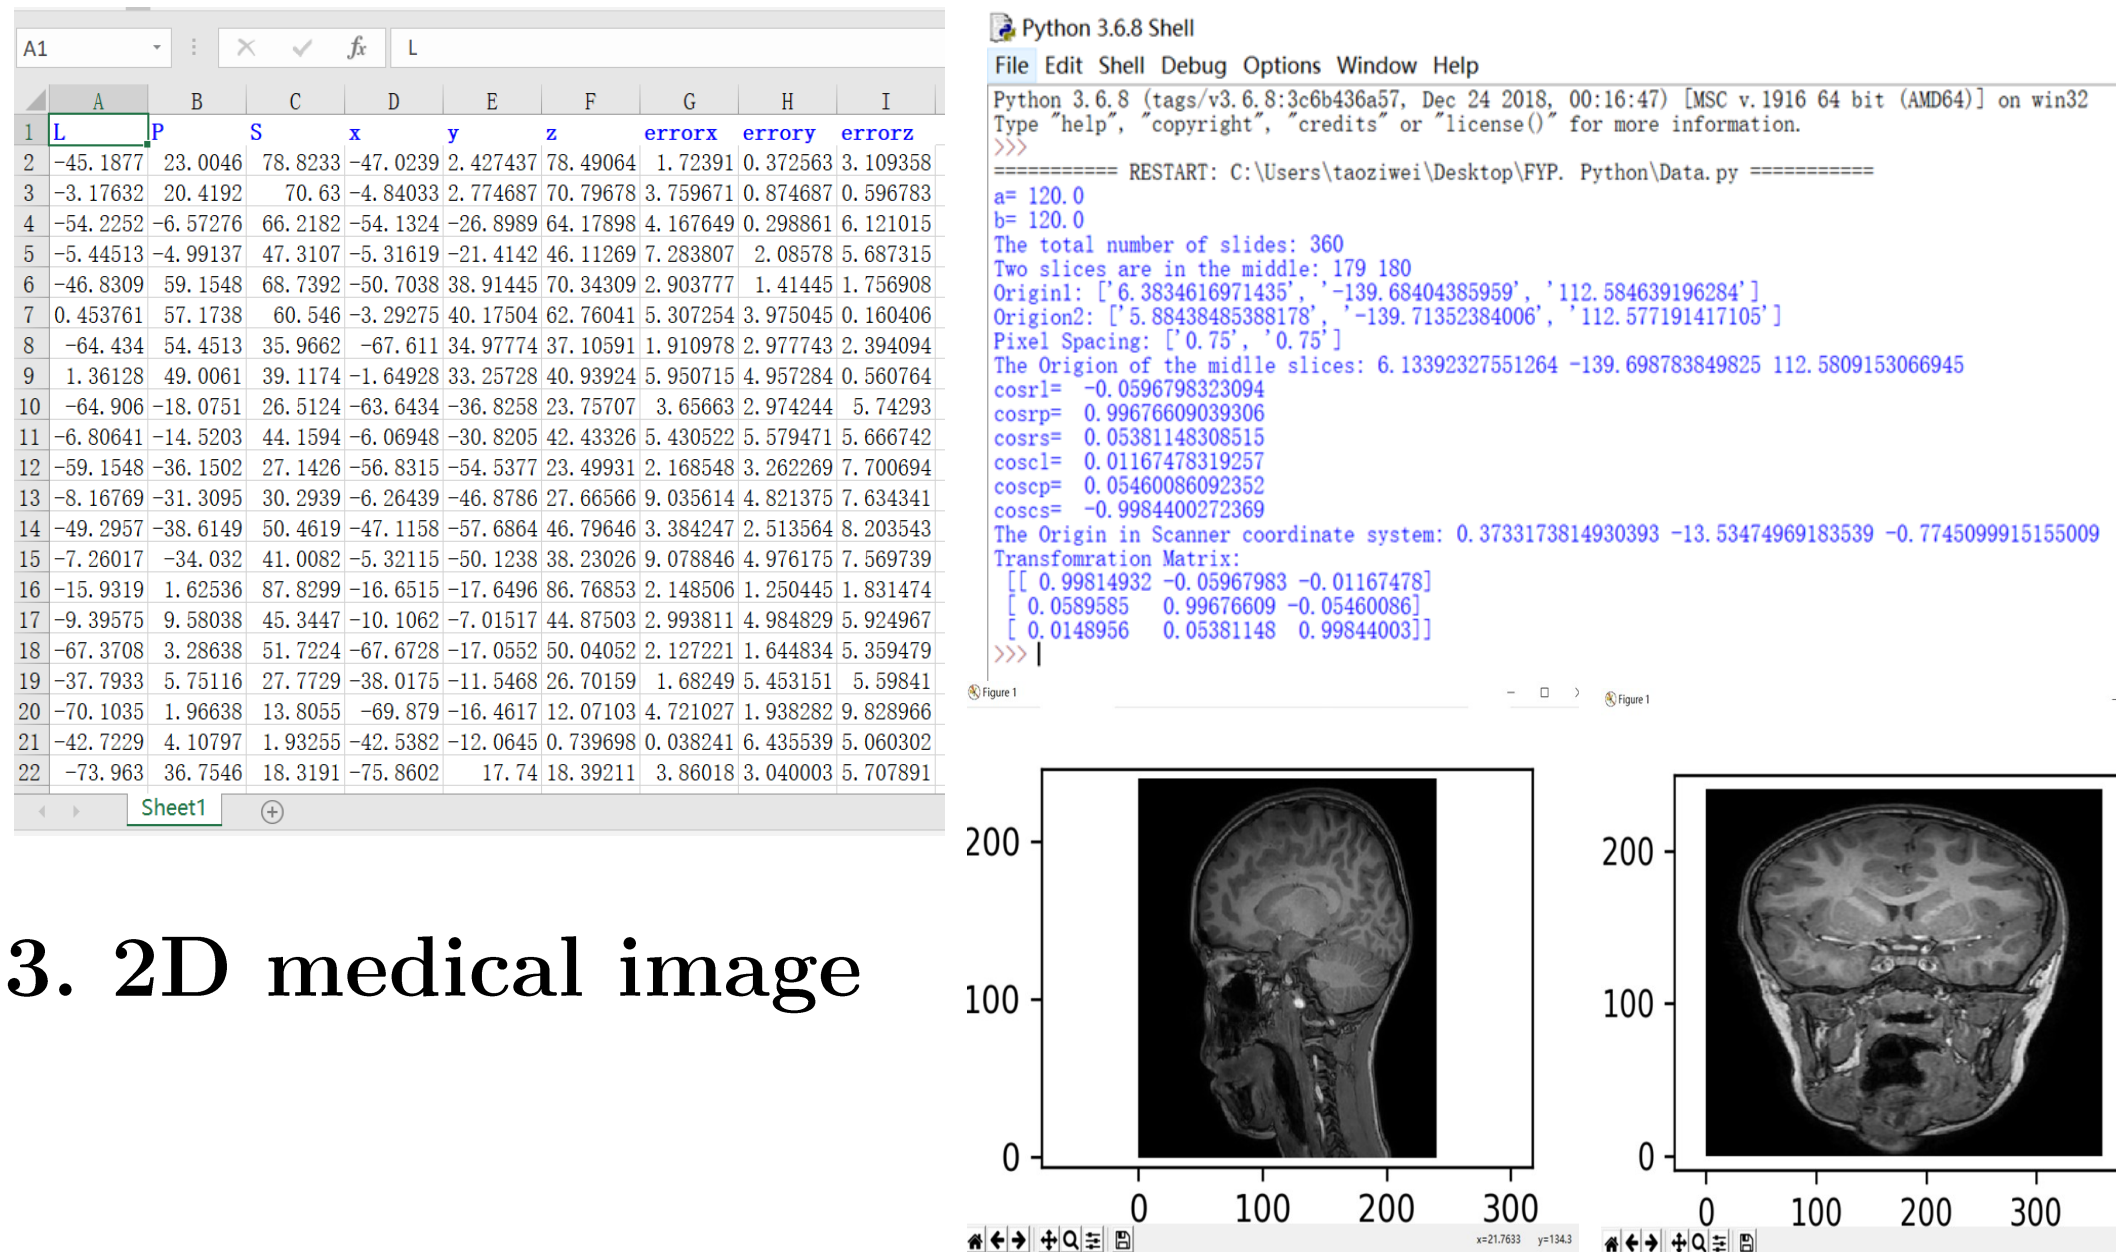 A1 fx L
A B C D E F G H I
1 L P S x y z errorx errory errorz
2 -45.1877 23.0046 78.8233 -47.0239 2.427437 78.49064 1.72391 0.372563 3.109358
3 -3.17632 20.4192 70.63 -4.84033 2.774687 70.79678 3.759671 0.874687 0.596783
4 -54.2252 -6.57276 66.2182 -54.1324 -26.8989 64.17898 4.167649 0.298861 6.121015
5 -5.44513 -4.99137 47.3107 -5.31619 -21.4142 46.11269 7.283807 2.08578 5.687315
6 -46.8309 59.1548 68.7392 -50.7038 38.91445 70.34309 2.903777 1.41445 1.756908
7 0.453761 57.1738 60.546 -3.29275 40.17504 62.76041 5.307254 3.975045 0.160406
8 -64.434 54.4513 35.9662 -67.611 34.97774 37.10591 1.910978 2.977743 2.394094
9 1.36128 49.0061 39.1174 -1.64928 33.25728 40.93924 5.950715 4.957284 0.560764
10 -64.906 -18.0751 26.5124 -63.6434 -36.8258 23.75707 3.65663 2.974244 5.74293
11 -6.80641 -14.5203 44.1594 -6.06948 -30.8205 42.43326 5.430522 5.579471 5.666742
12 -59.1548 -36.1502 27.1426 -56.8315 -54.5377 23.49931 2.168548 3.262269 7.700694
13 -8.16769 -31.3095 30.2939 -6.26439 -46.8786 27.66566 9.035614 4.821375 7.634341
14 -49.2957 -38.6149 50.4619 -47.1158 -57.6864 46.79646 3.384247 2.513564 8.203543
15 -7.26017 -34.032 41.0082 -5.32115 -50.1238 38.23026 9.078846 4.976175 7.569739
16 -15.9319 1.62536 87.8299 -16.6515 -17.6496 86.76853 2.148506 1.250445 1.831474
17 -9.39575 9.58038 45.3447 -10.1062 -7.01517 44.87503 2.993811 4.984829 5.924967
18 -67.3708 3.28638 51.7224 -67.6728 -17.0552 50.04052 2.127221 1.644834 5.359479
19 -37.7933 5.75116 27.7729 -38.0175 -11.5468 26.70159 1.68249 5.453151 5.59841
20 -70.1035 1.96638 13.8055 -69.879 -16.4617 12.07103 4.721027 1.938282 9.828966
21 -42.7229 4.10797 1.93255 -42.5382 -12.0645 0.739698 0.038241 6.435539 5.060302
22 -73.963 36.7546 18.3191 -75.8602 17.74 18.39211 3.86018 3.040003 5.707891
Sheet1
3. 2D medical image
Python 3.6.8 Shell
File Edit Shell Debug Options Window Help
Python 3.6.8 (tags/v3.6.8:3c6b436a57, Dec 24 2018, 00:16:47) [MSC v.1916 64 bit (AMD64)] on win32
Type "help", "copyright", "credits" or "license()" for more information.
>>>
=========== RESTART: C:\Users\taoziwei\Desktop\FYP. Python\Data.py ===========
a= 120.0
b= 120.0
The total number of slides: 360
Two slices are in the middle: 179 180
Origin1: ['6.3834616971435', '-139.68404385959', '112.584639196284']
Origion2: ['5.88438485388178', '-139.71352384006', '112.577191417105']
Pixel Spacing: ['0.75', '0.75']
The Origion of the midlle slices: 6.13392327551264 -139.698783849825 112.5809153066945
cosrl= -0.0596798323094
cosrp= 0.99676609039306
cosrs= 0.05381148308515
coscl= 0.01167478319257
coscp= 0.05460086092352
coscs= -0.9984400272369
The Origin in Scanner coordinate system: 0.3733173814930393 -13.53474969183539 -0.7745099915155009
Transfomration Matrix:
[[ 0.99814932 -0.05967983 -0.01167478]
[ 0.0589585 0.99676609 -0.05460086]
[ 0.0148956 0.05381148 0.99844003]]
>>>
Figure 1
200
100
0
0 100 200 300
x=21.7633 y=134.3
Figure 1
200
100
0
0 100 200 300